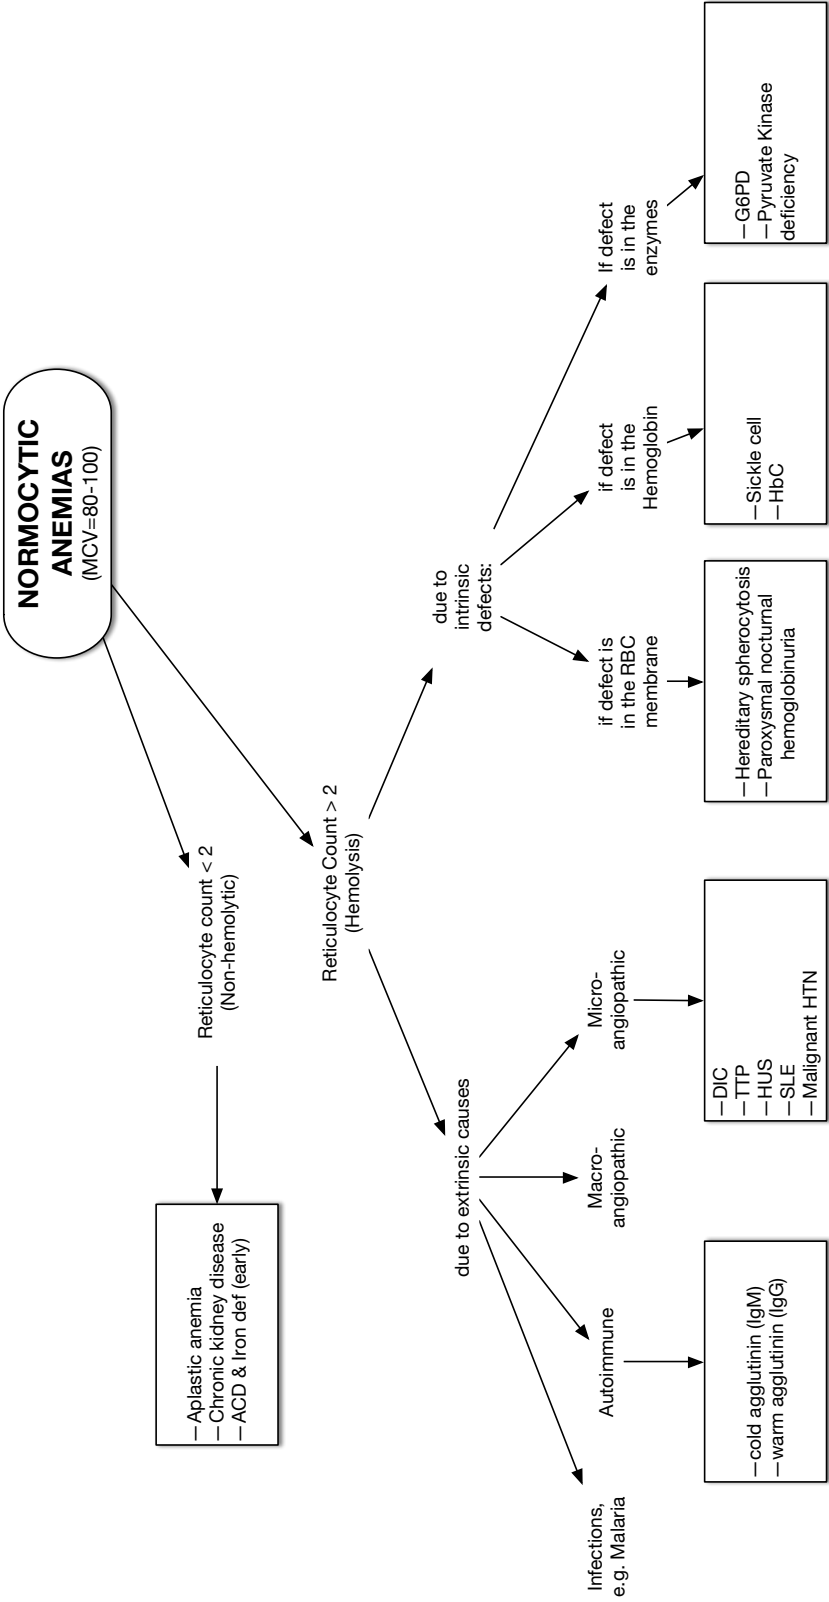 NORMOCYTIC
ANEMIAS
(MCV=80-100)
Reticulocyte count < 2
(Non-hemolytic)
— Aplastic anemia
— Chronic kidney disease
— ACD & Iron def (early)
Reticulocyte Count > 2
(Hemolysis)
due to extrinsic causes
due to
intrinsic
defects:
Infections,
e.g. Malaria
Autoimmune
Macro-
angiopathic
Micro-
angiopathic
if defect is
in the RBC
membrane
if defect
is in the
Hemoglobin
If defect
is in the
enzymes
—cold agglutinin (IgM)
—warm agglutinin (IgG)
—DIC
—TTP
—HUS
—SLE
—Malignant HTN
—Hereditary spherocytosis
—Paroxysmal nocturnal
hemoglobinuria
—Sickle cell
—HbC
—G6PD
—Pyruvate Kinase
deficiency